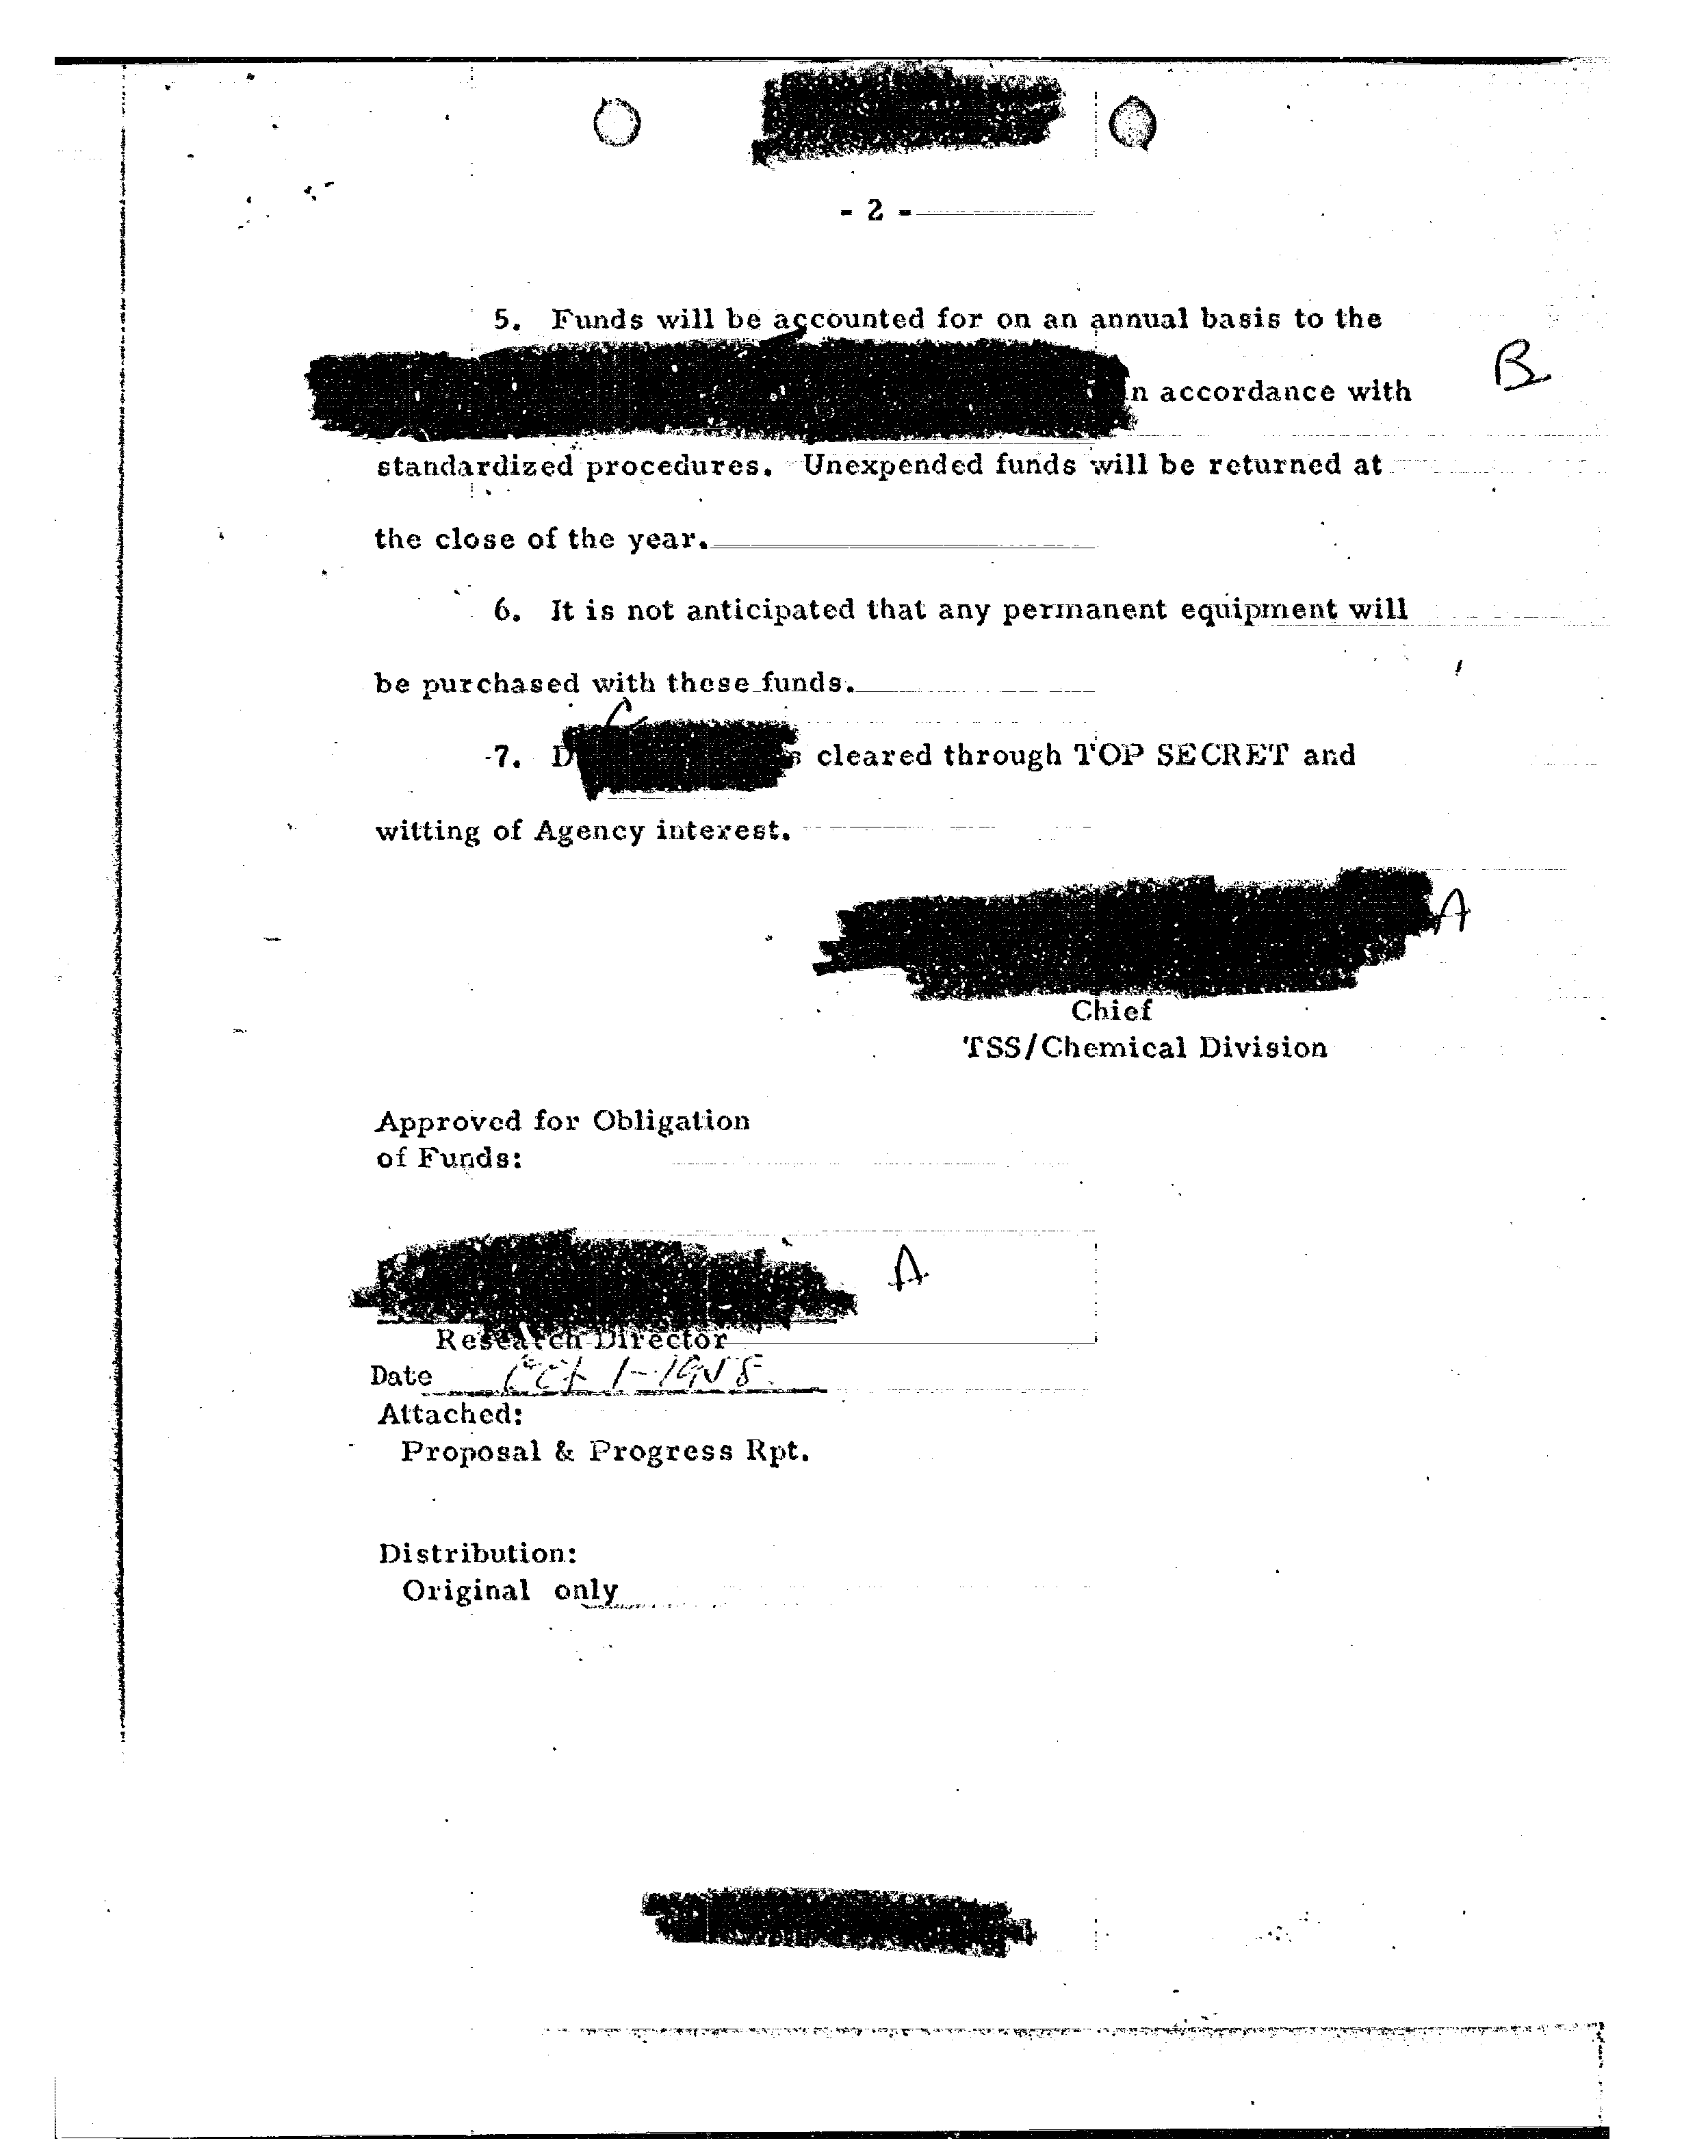 - 2 -
5. Funds will be accounted for on an annual basis to the
B
n accordance with
standardized procedures. Unexpended funds will be returned at
the close of the year.
6. It is not anticipated that any permanent equipment will
be purchased with these funds.
C
7. D s cleared through TOP SECRET and
witting of Agency interest.
A
Chief
TSS/Chemical Division
Approved for Obligation
of Funds:
A
Research Director
Date Oct 1-1958
Attached:
Proposal & Progress Rpt.
Distribution:
Original only